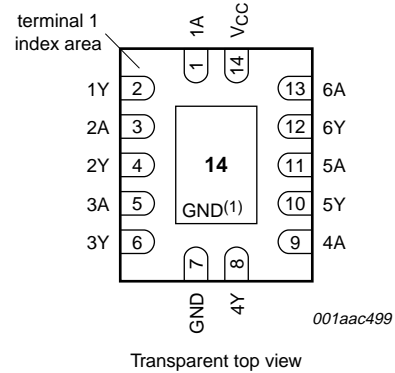 terminal 1
index area
1A
VCC
1
14
1Y 2 13 6A
2A 3 12 6Y
2Y 4 14 11 5A
3A 5 GND(1) 10 5Y
3Y 6 9 4A
7
8
GND
4Y
001aac499
Transparent top view